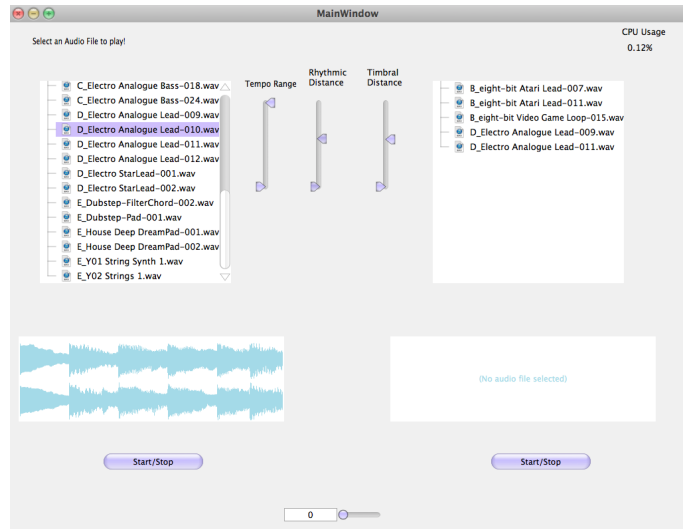 MainWindow
CPU Usage
0.12%
Select an Audio File to play!
Tempo Range
Rhythmic
Distance
Timbral
Distance
C_Electro Analogue Bass-018.wav
C_Electro Analogue Bass-024.wav
D_Electro Analogue Lead-009.wav
D_Electro Analogue Lead-010.wav
D_Electro Analogue Lead-011.wav
D_Electro Analogue Lead-012.wav
D_Electro StarLead-001.wav
D_Electro StarLead-002.wav
E_Dubstep-FilterChord-002.wav
E_Dubstep-Pad-001.wav
E_House Deep DreamPad-001.wav
E_House Deep DreamPad-002.wav
E_Y01 String Synth 1.wav
E_Y02 Strings 1.wav
B_eight-bit Atari Lead-007.wav
B_eight-bit Atari Lead-011.wav
B_eight-bit Video Game Loop-015.wav
D_Electro Analogue Lead-009.wav
D_Electro Analogue Lead-011.wav
(No audio file selected)
Start/Stop
Start/Stop
0